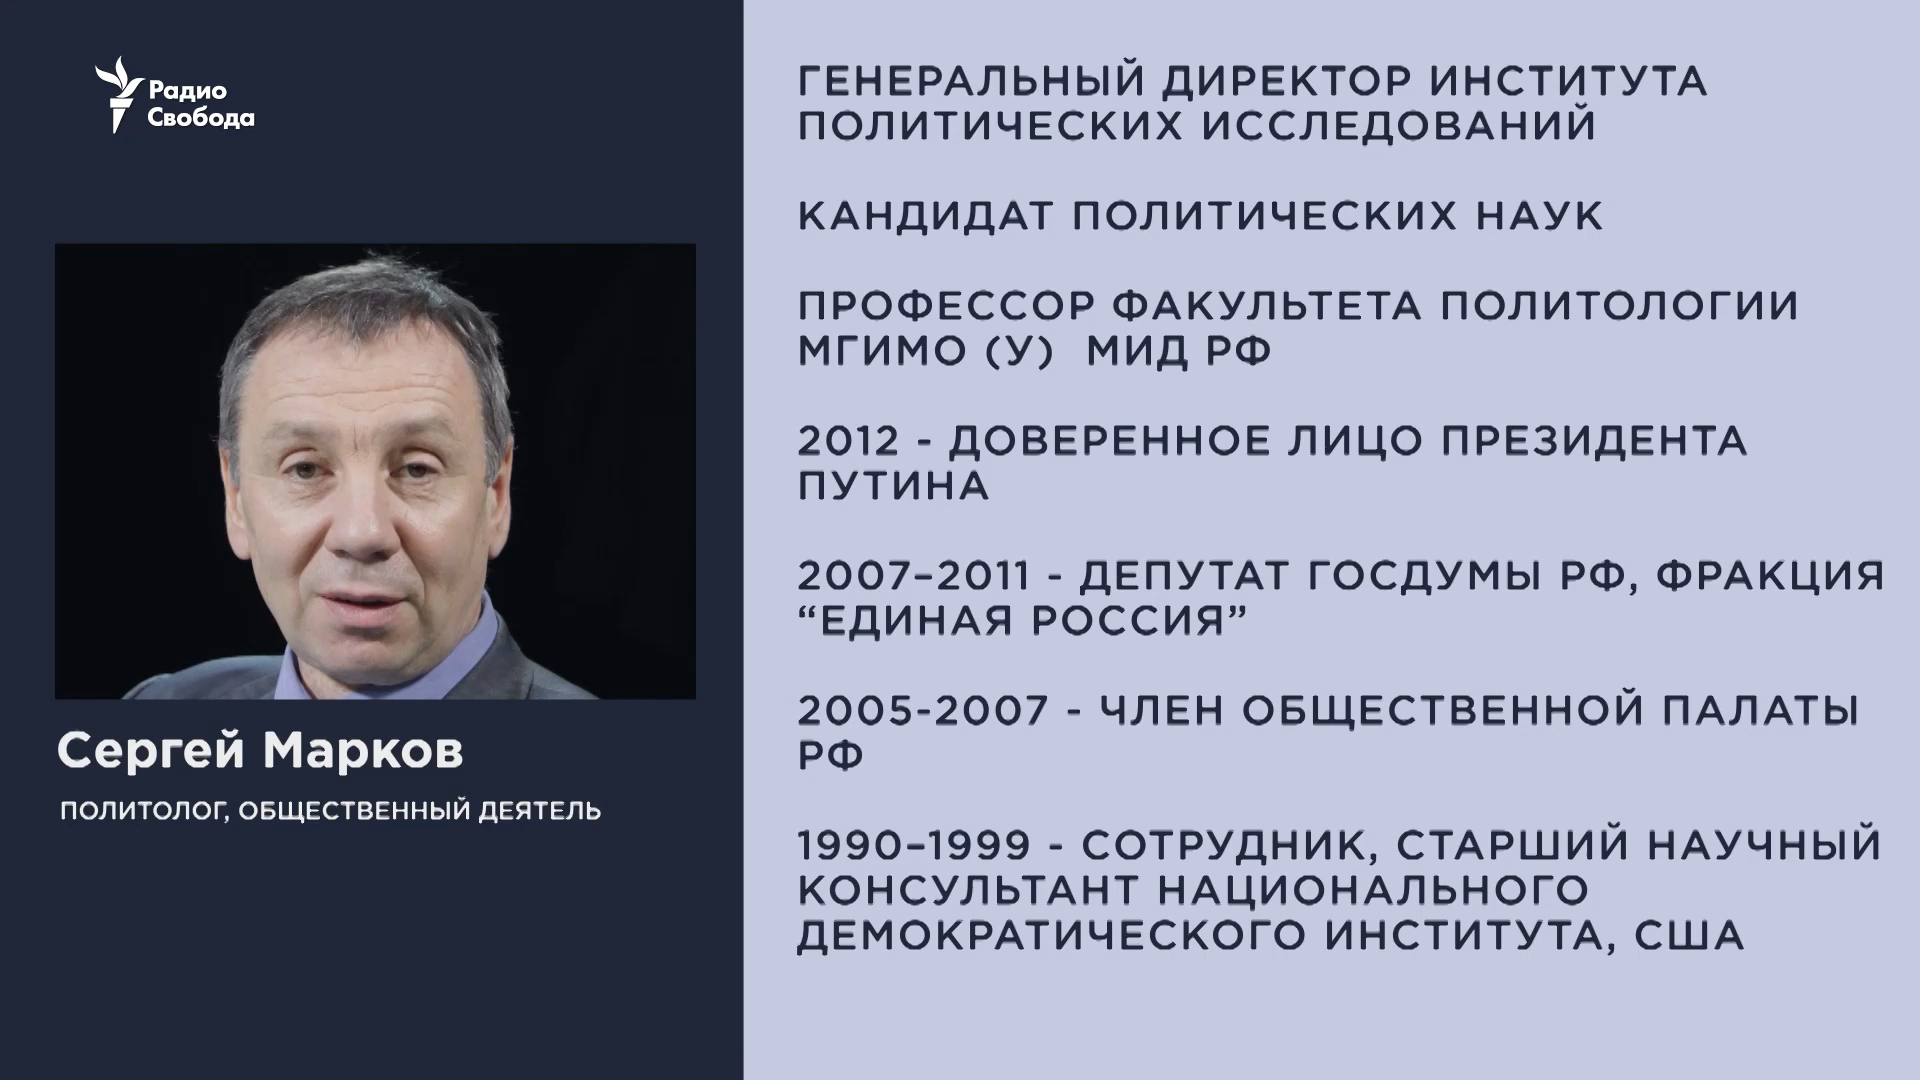 Радио
Свобода
Сергей Марков
ПОЛИТОЛОГ, ОБЩЕСТВЕННЫЙ ДЕЯТЕЛЬ
ГЕНЕРАЛЬНЫЙ ДИРЕКТОР ИНСТИТУТА
ПОЛИТИЧЕСКИХ ИССЛЕДОВАНИЙ
КАНДИДАТ ПОЛИТИЧЕСКИХ НАУК
ПРОФЕССОР ФАКУЛЬТЕТА ПОЛИТОЛОГИИ
МГИМО (У) МИД РФ
2012 - ДОВЕРЕННОЕ ЛИЦО ПРЕЗИДЕНТА
ПУТИНА
2007–2011 - ДЕПУТАТ ГОСДУМЫ РФ, ФРАКЦИЯ
“ЕДИНАЯ РОССИЯ”
2005-2007 - ЧЛЕН ОБЩЕСТВЕННОЙ ПАЛАТЫ
РФ
1990–1999 - СОТРУДНИК, СТАРШИЙ НАУЧНЫЙ
КОНСУЛЬТАНТ НАЦИОНАЛЬНОГО
ДЕМОКРАТИЧЕСКОГО ИНСТИТУТА, США